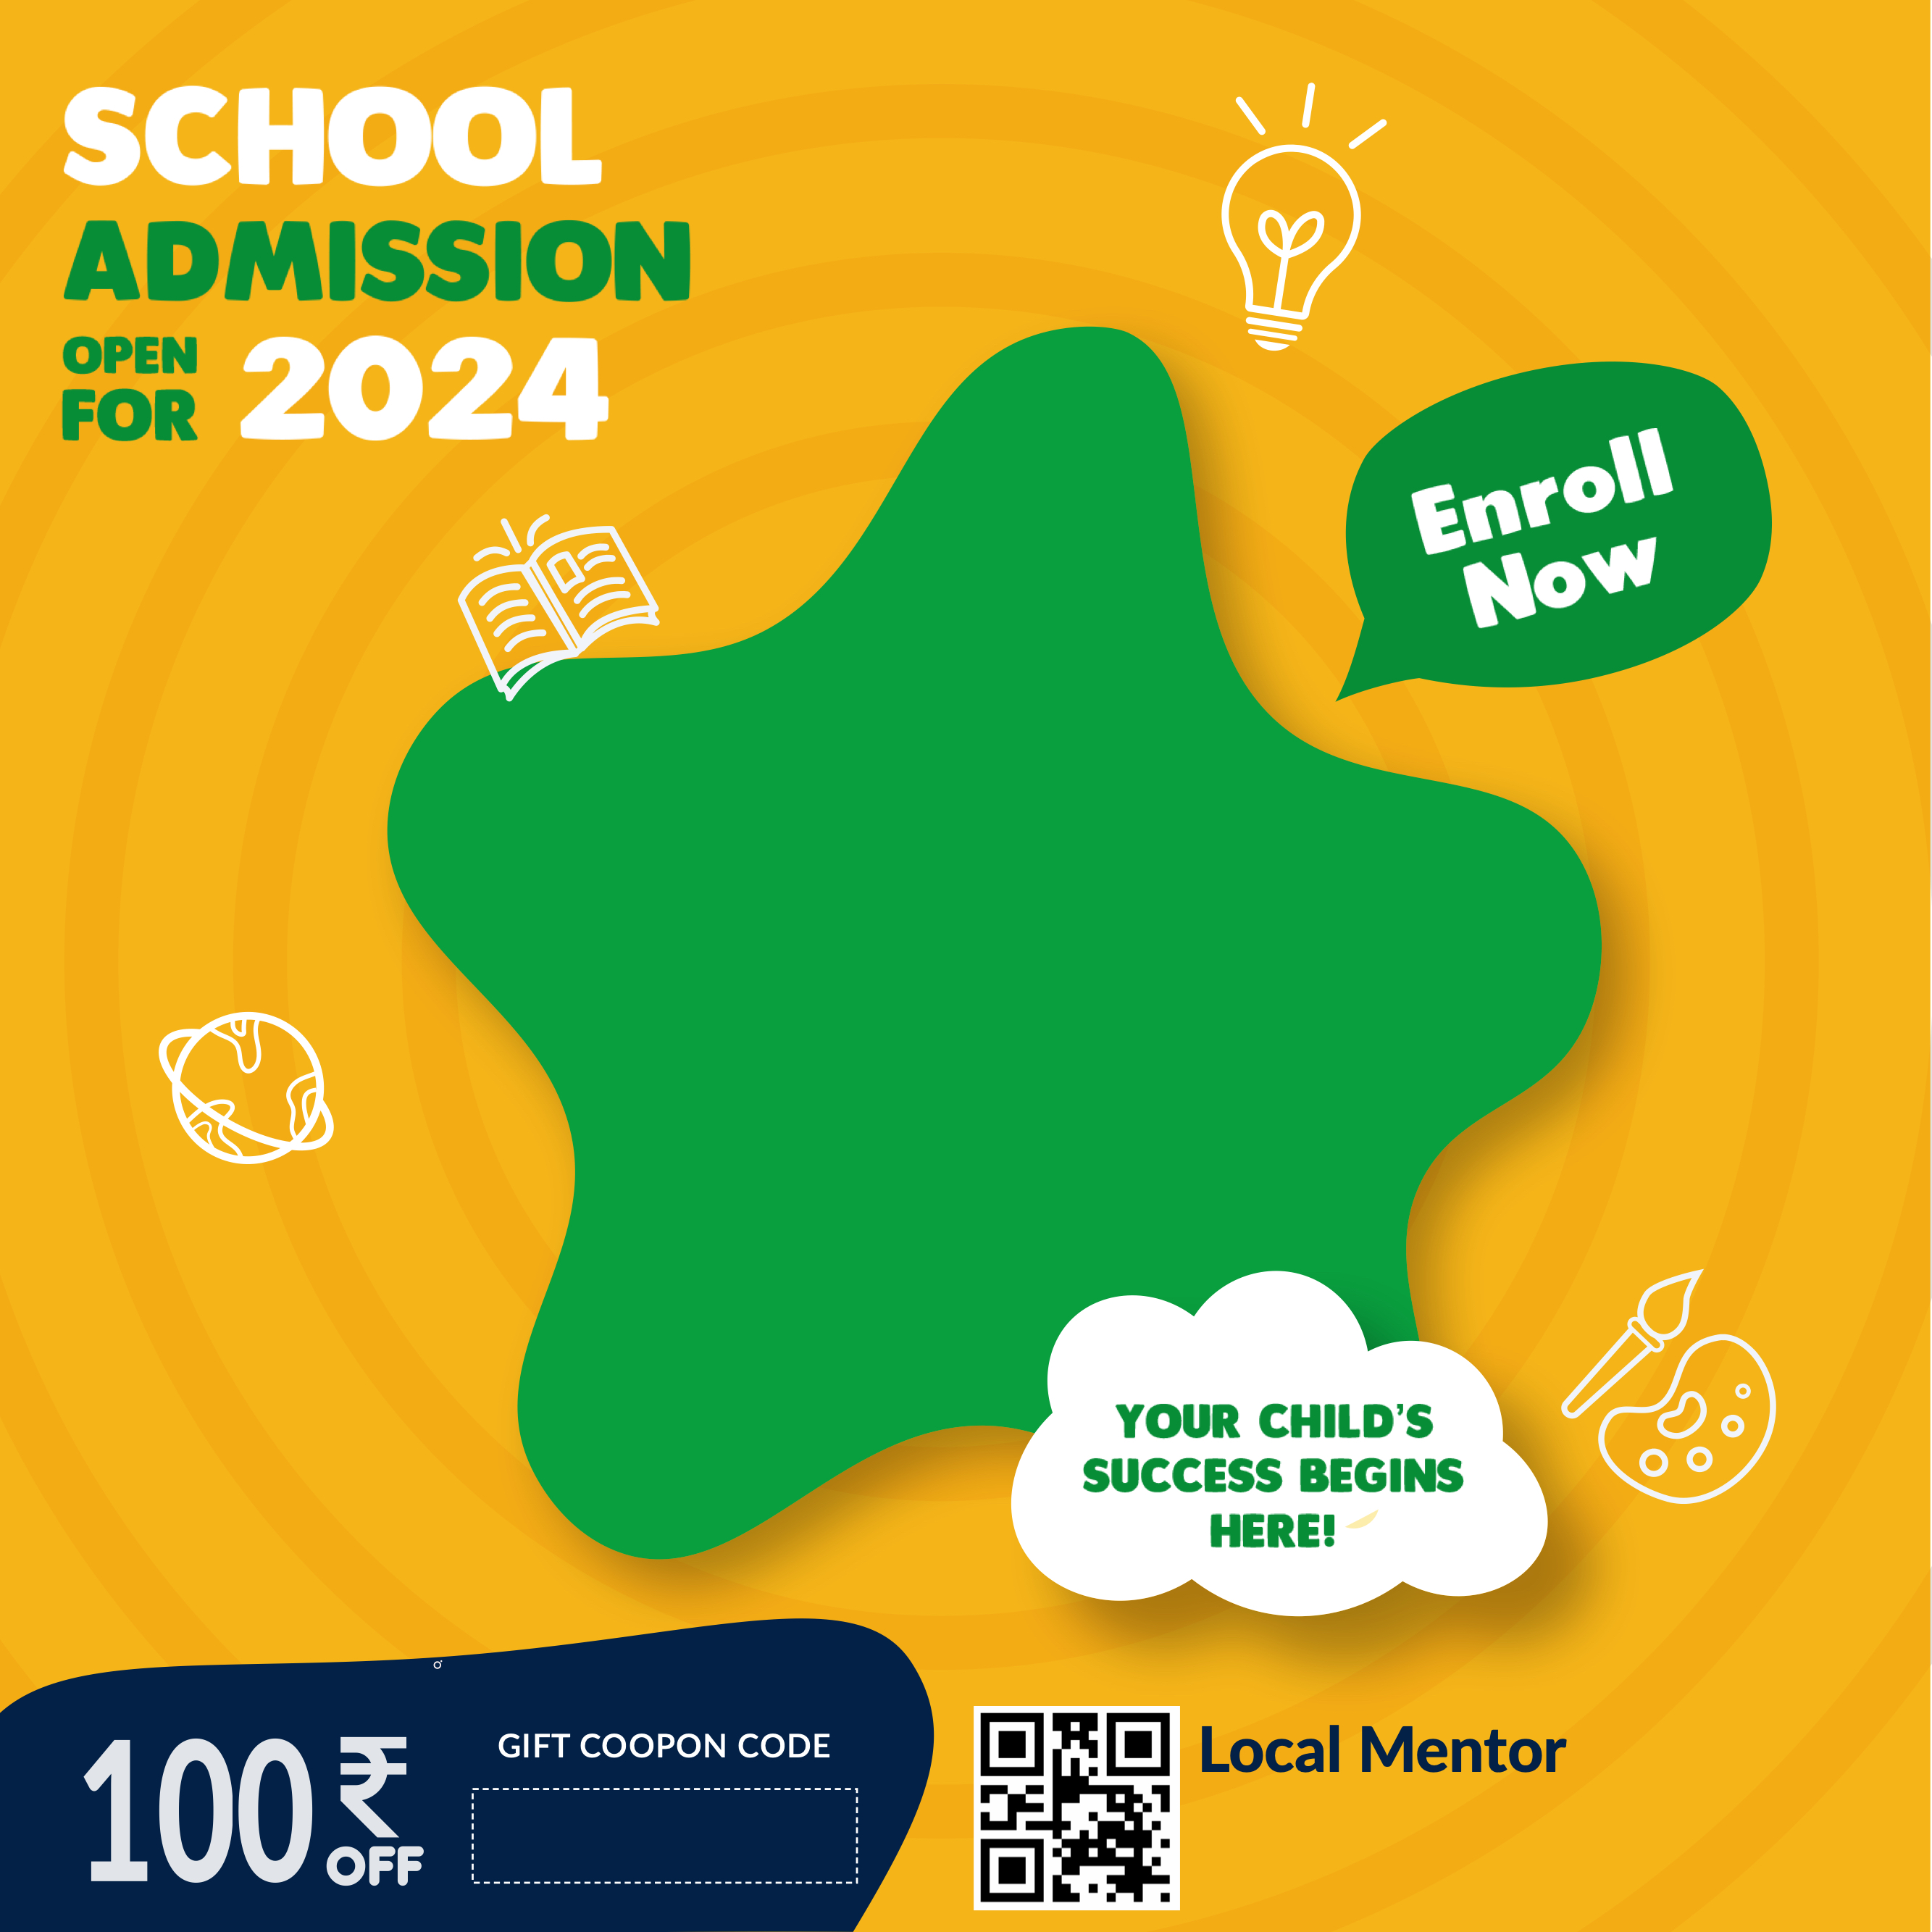 SCHOOL
ADMISSION
OPEN
FOR 2024
Enroll
Now
YOUR CHILD'S
SUCCESS BEGINS
HERE!
100₹
OFF
GIFT COOPON CODE
Local Mentor